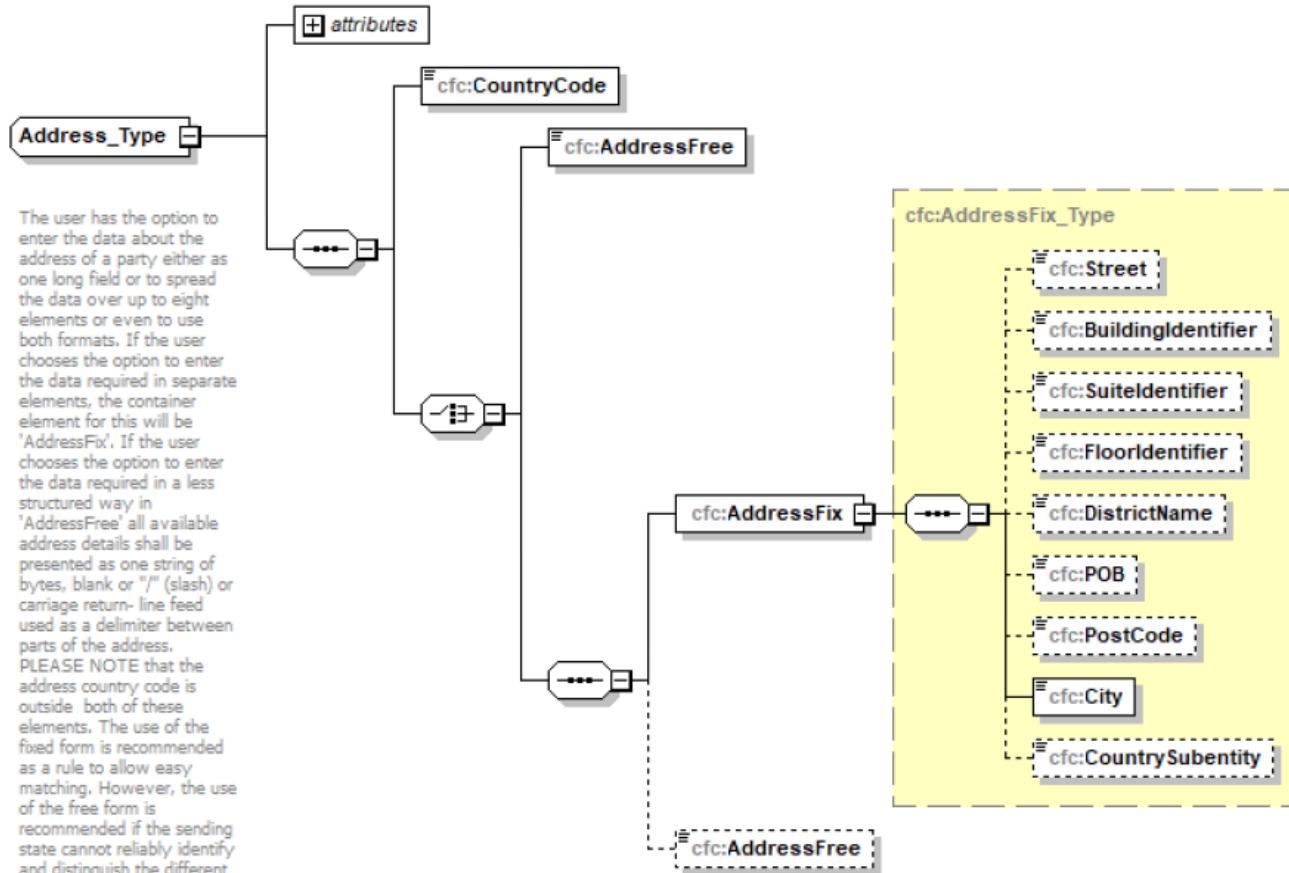 attributes
cfc:CountryCode
Address_Type
cfc:AddressFree
The user has the option to
enter the data about the
address of a party either as
one long field or to spread
the data over up to eight
elements or even to use
both formats. If the user
chooses the option to enter
the data required in separate
elements, the container
element for this will be
'AddressFix'. If the user
chooses the option to enter
the data required in a less
structured way in
'AddressFree' all available
address details shall be
presented as one string of
bytes, blank or "/" (slash) or
carriage return- line feed
used as a delimiter between
parts of the address.
PLEASE NOTE that the
address country code is
outside both of these
elements. The use of the
fixed form is recommended
as a rule to allow easy
matching. However, the use
of the free form is
recommended if the sending
state cannot reliably identify
and distinguish the different
cfc:AddressFix_Type
cfc:Street
cfc:BuildingIdentifier
cfc:SuiteIdentifier
cfc:FloorIdentifier
cfc:AddressFix
cfc:DistrictName
cfc:POB
cfc:PostCode
cfc:City
cfc:CountrySubentity
cfc:AddressFree